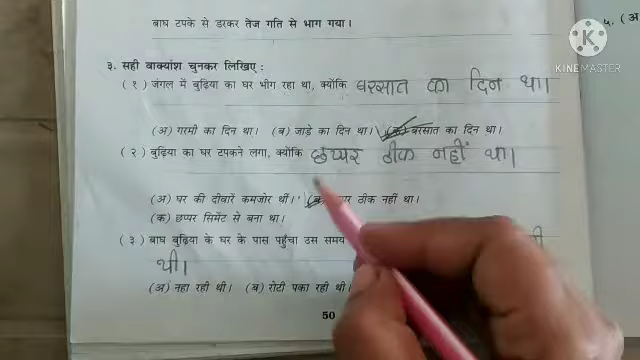 बाघ टपके से डरकर तेज गति से भाग गया।
५. (अ)
३. सही वाक्यांश चुनकर लिखिए :
(१) जंगल में बुढ़िया का घर भीग रहा था, क्योंकि बरसात का दिन था।
(अ) गरमी का दिन था। (ब) जाड़े का दिन था। (क) बरसात का दिन था।
(२) बुढ़िया का घर टपकने लगा, क्योंकि छप्पर ठीक नहीं था।
(अ) घर की दीवारें कमजोर थीं। (ब) ठीक नहीं था।
(क) छप्पर सिमेंट से बना था।
(३) बाघ बुढ़िया के घर के पास पहुँचा उस समय
थी।
(अ) नहा रही थी। (ब) रोटी पका रही थी।
50
KINEMASTER